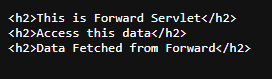 <h2>This is Forward Servlet</h2>
<h2>Access this data</h2>
<h2>Data Fetched from Forward</h2>